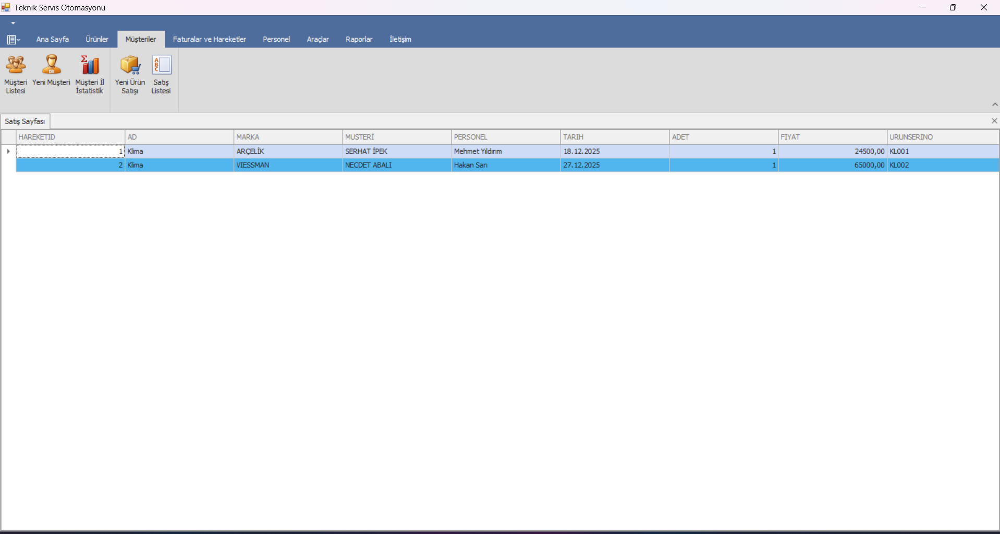 Teknik Servis Otomasyonu
Ana Sayfa Ürünler Müşteriler Faturalar ve Hareketler Personel Araçlar Raporlar İletişim
Müşteri Listesi
Yeni Müşteri
Müşteri İl İstatistik
Yeni Ürün Satışı
Satış Listesi
Satış Sayfası
HAREKETID AD MARKA MUSTERİ PERSONEL TARIH ADET FIYAT URUNSERINO
1 Klima ARÇELİK SERHAT İPEK Mehmet Yıldırım 18.12.2025 1 24500,00 KL001
2 Klima VIESSMAN NECDET ABALI Hakan Sarı 27.12.2025 1 65000,00 KL002